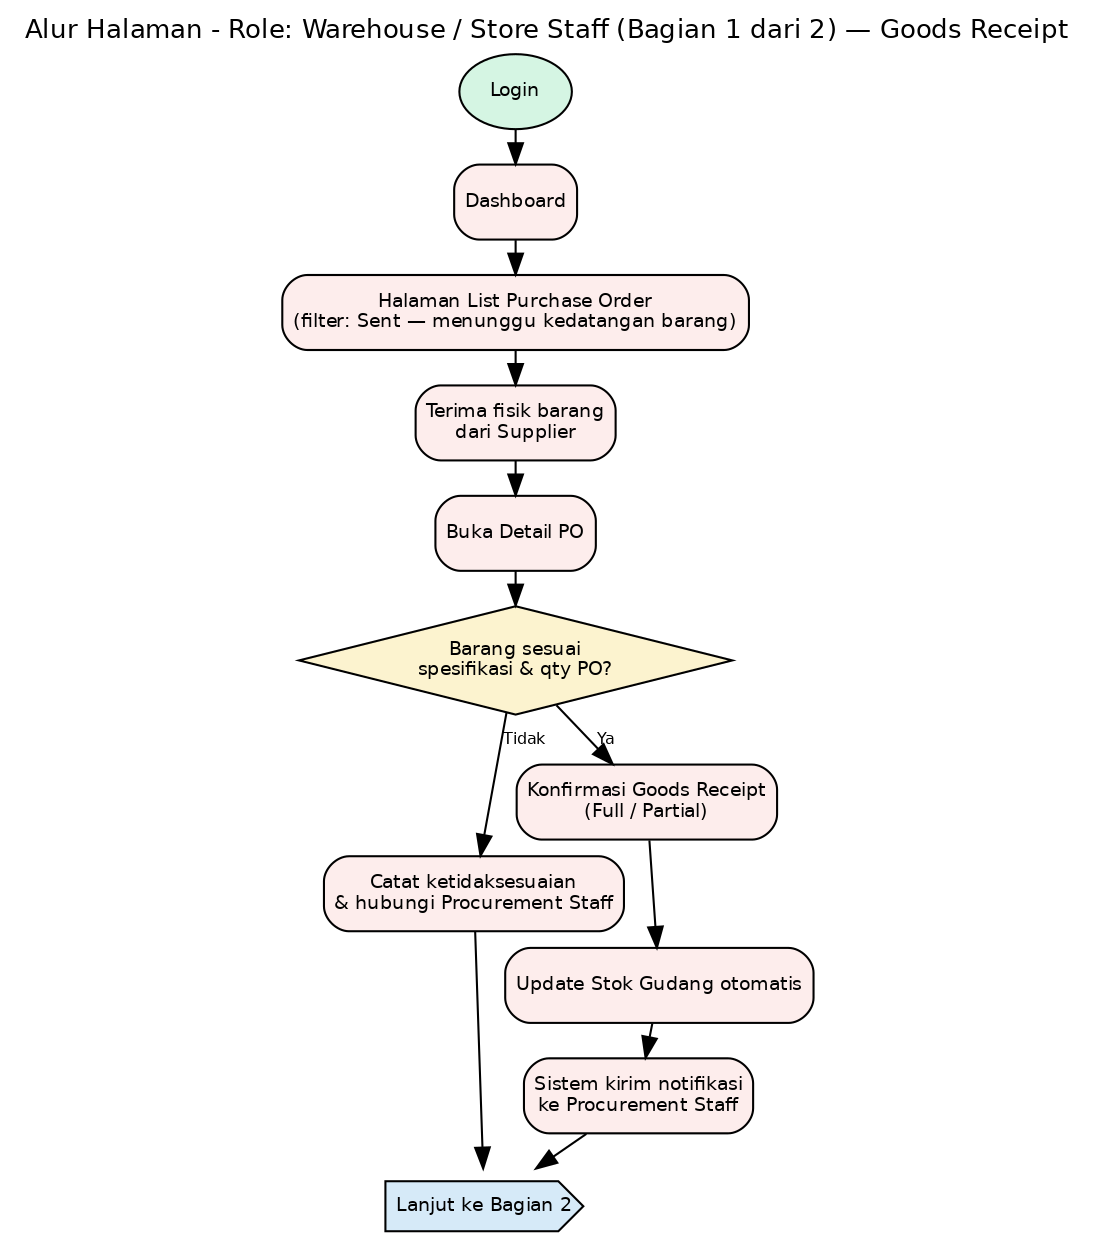 Alur Halaman - Role: Warehouse / Store Staff (Bagian 1 dari 2) — Goods Receipt
Login
Dashboard
Halaman List Purchase Order
(filter: Sent — menunggu kedatangan barang)
Terima fisik barang
dari Supplier
Buka Detail PO
Barang sesuai
spesifikasi & qty PO?
Tidak
Ya
Konfirmasi Goods Receipt
(Full / Partial)
Catat ketidaksesuaian
& hubungi Procurement Staff
Update Stok Gudang otomatis
Sistem kirim notifikasi
ke Procurement Staff
Lanjut ke Bagian 2